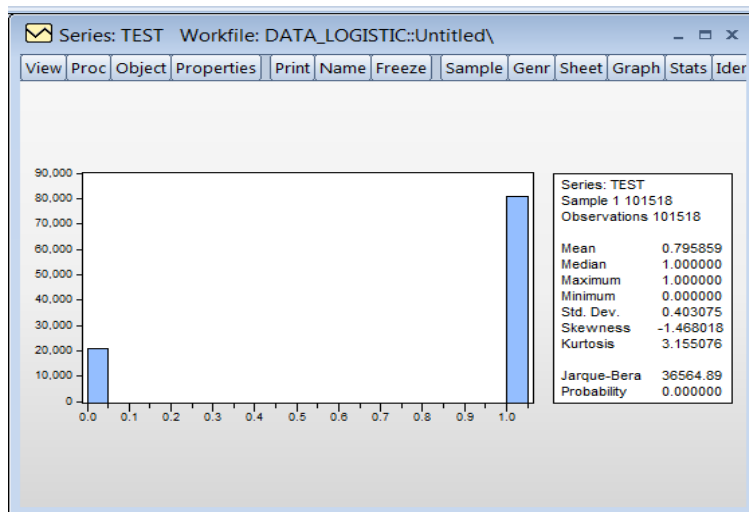 Series: TEST Workfile: DATA_LOGISTIC::Untitled\
View Proc Object Properties Print Name Freeze Sample Genr Sheet Graph Stats Iden
90,000
80,000
70,000
60,000
50,000
40,000
30,000
20,000
10,000
0
0.0 0.1 0.2 0.3 0.4 0.5 0.6 0.7 0.8 0.9 1.0
Series: TEST
Sample 1 101518
Observations 101518
Mean 0.795859
Median 1.000000
Maximum 1.000000
Minimum 0.000000
Std. Dev. 0.403075
Skewness -1.468018
Kurtosis 3.155076
Jarque-Bera 36564.89
Probability 0.000000